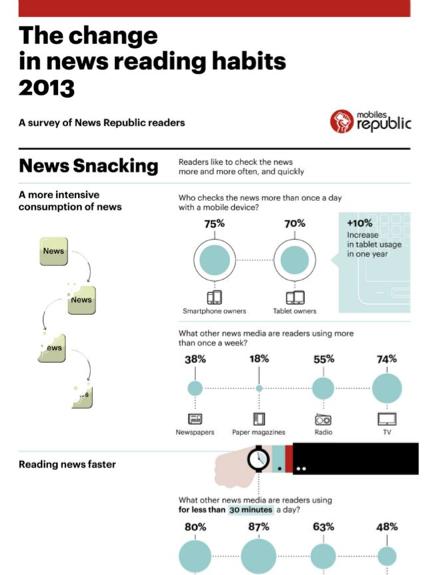 The change
in news reading habits
2013
A survey of News Republic readers
mobiles
republic
News Snacking
Readers like to check the news
more and more often, and quickly
A more intensive
consumption of news
News
News
ews
Who checks the news more than once a day
with a mobile device?
75%
70%
Smartphone owners
Tablet owners
+10%
Increase
in tablet usage
in one year
What other news media are readers using more
than once a week?
38%
18%
55%
74%
Newspapers
Paper magazines
Radio
TV
Reading news faster
What other news media are readers using
for less than 30 minutes a day?
80%
87%
63%
48%